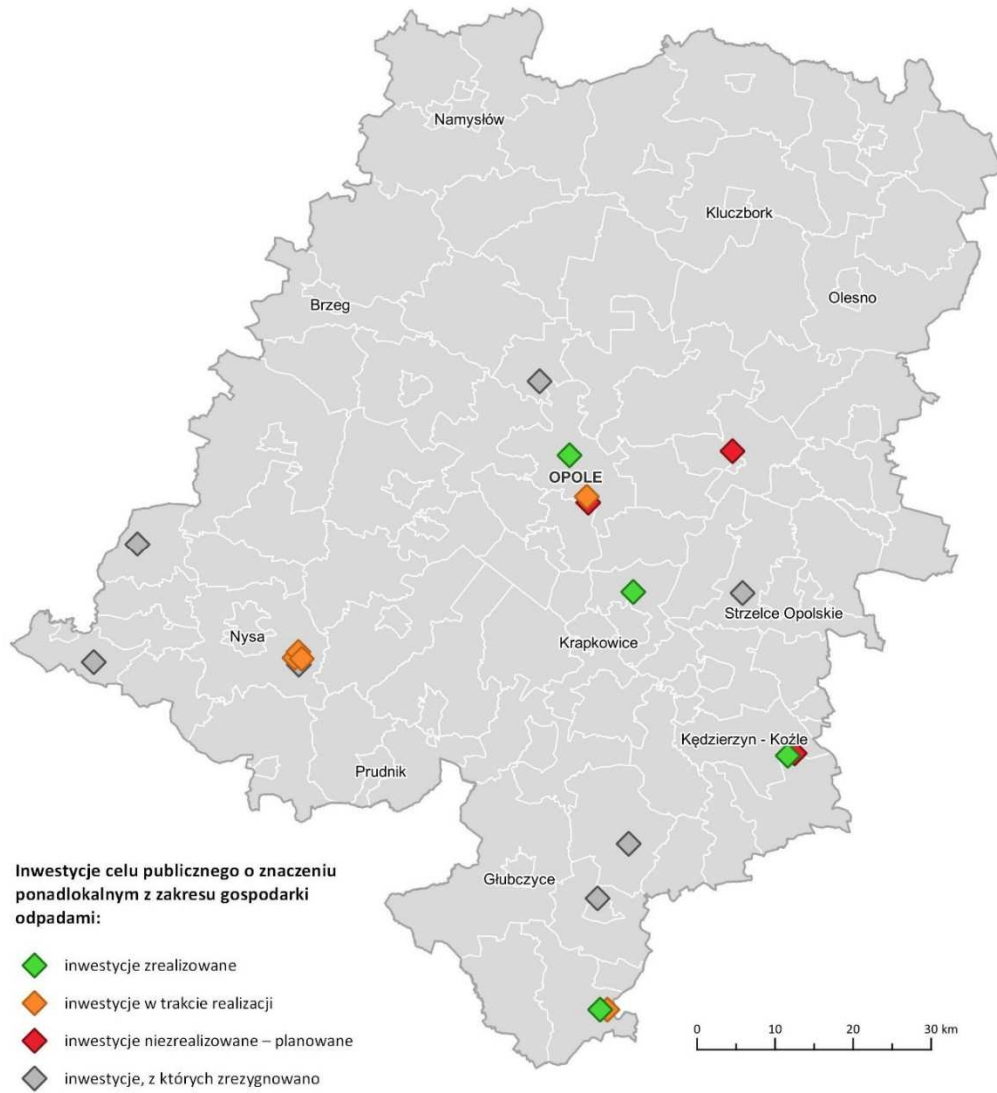 Namysłów
Kluczbork
Olesno
Brzeg
OPOLE
Strzelce Opolskie
Krapkowice
Nysa
Kędzierzyn - Koźle
Prudnik
Głubczyce
Inwestycje celu publicznego o znaczeniu
ponadlokalnym z zakresu gospodarki
odpadami:
inwestycje zrealizowane
inwestycje w trakcie realizacji
inwestycje niezrealizowane – planowane
inwestycje, z których zrezygnowano
0 10 20 30 km